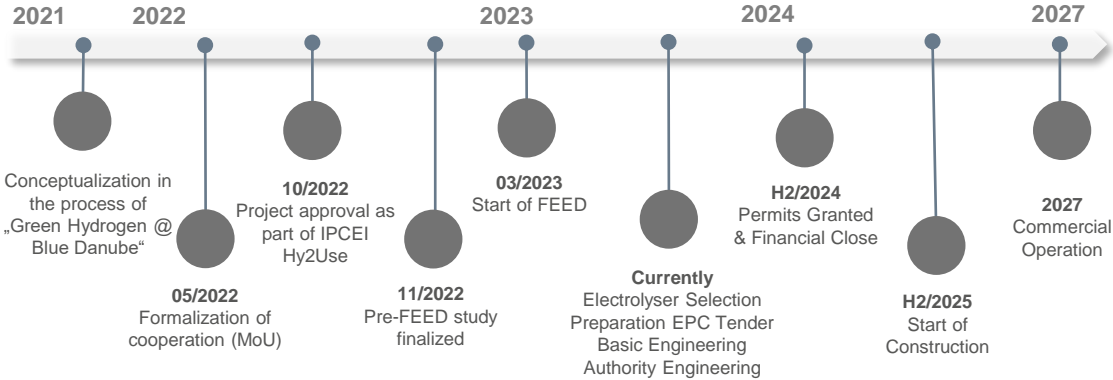 2021
2022
2023
2024
2027
Conceptualization in
the process of
„Green Hydrogen @
Blue Danube“
05/2022
Formalization of
cooperation (MoU)
10/2022
Project approval as
part of IPCEI
Hy2Use
11/2022
Pre-FEED study
finalized
03/2023
Start of FEED
Currently
Electrolyser Selection
Preparation EPC Tender
Basic Engineering
Authority Engineering
H2/2024
Permits Granted
& Financial Close
H2/2025
Start of
Construction
2027
Commercial
Operation